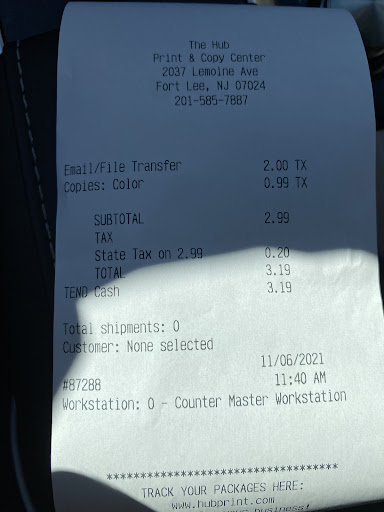 The Hub
Print & Copy Center
2037 Lemoine Ave
Fort Lee, NJ 07024
201-585-7887
Email/File Transfer 2.00 TX
Copies: Color 0.99 TX
SUBTOTAL 2.99
TAX
State Tax on 2.99 0.20
TOTAL 3.19
TEND Cash 3.19
Total shipments: 0
Customer: None selected
11/06/2021
#87288 11:40 AM
Workstation: 0 - Counter Master Workstation
***********************************
TRACK YOUR PACKAGES HERE:
www.hubprint.com
business!